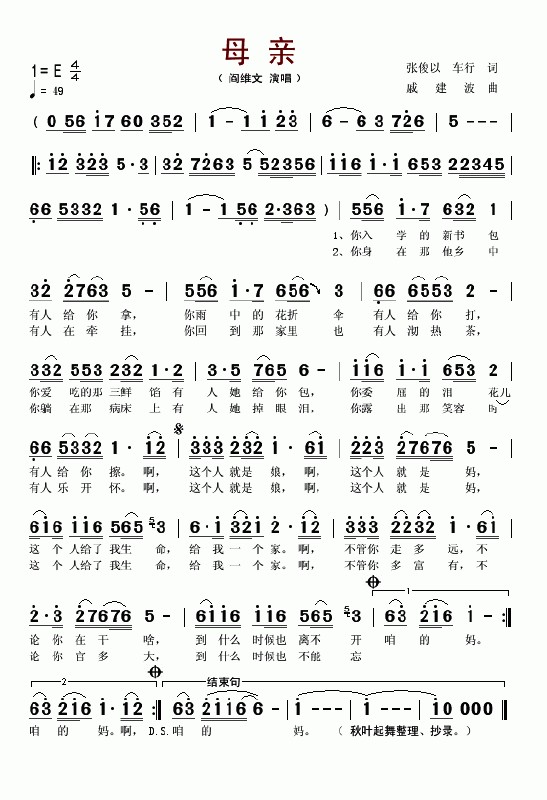 母亲
1=E 4/4
（阎维文 演唱）
张俊以 车行 词
♩= 49
戚建波 曲
( 0 56 i7 60 352 | i - i i 2 3 | 6 - 6 3 726 | 5 - - - |
|: i2 323 5·3 | 32 7263 5 52356 | ii6 i·i 653 22345 |
66 5332 1·56 | 1 - 1 56 2·363 ) | 556 i·7 632 1 |
1、你入 学 的 新书 包
2、你身 在 那 他乡 中
32 2763 5 - | 556 i·7 656 3 | 66 6553 2 - |
有人 给 你 拿， 你雨 中 的 花折 伞 有人 给 你 打，
有人 在牵 挂， 你回 到 那 家里 也 有人 沏热 茶，
332 553 232 1·2 | 3·5 765 6 - | ii6 i·i 653 2 |
你爱 吃的那 三鲜 馅 有 人 她 给 你 包， 你委 屈 的 泪 花儿
你躺 在那 病床 上 有 人 她 掉 眼 泪， 你露 出 那 笑容
66 5332 1·i2 | 333 232 i·6i | 223 27676 5 - |
有人 给 你 擦。啊， 这个人 就是 娘，啊， 这个人 就 是 妈，
有人 乐 开 怀。啊， 这个人 就是 娘，啊， 这个人 就 是 妈，
6i6 ii6 565 3 | 6·i 32i 2·i2 | 333 2232 i·6i |
这 个 人给了 我生 命， 给 我 一 个 家。啊， 不管你 走多 远，不
这 个 人给了 我生 命， 给 我 一 个 家。啊， 不管你 多富 有，不
2·3 27676 5 - | 6iii 6iii6 565 3 | 63 2i6 i - :|
1
论 你 在 干 啥， 到 什么 时候也 离不 开 咱 的 妈。
论 你 官 多 大， 到 什么 时候也 不能 忘
2
结束句
63 2i6 i·i2 :| 63 2ii6 6 - | i - - - | i - - - | i0 000 ‖
咱 的 妈。啊，D.S.咱 的 妈。 （ 秋叶起舞整理、抄录。）